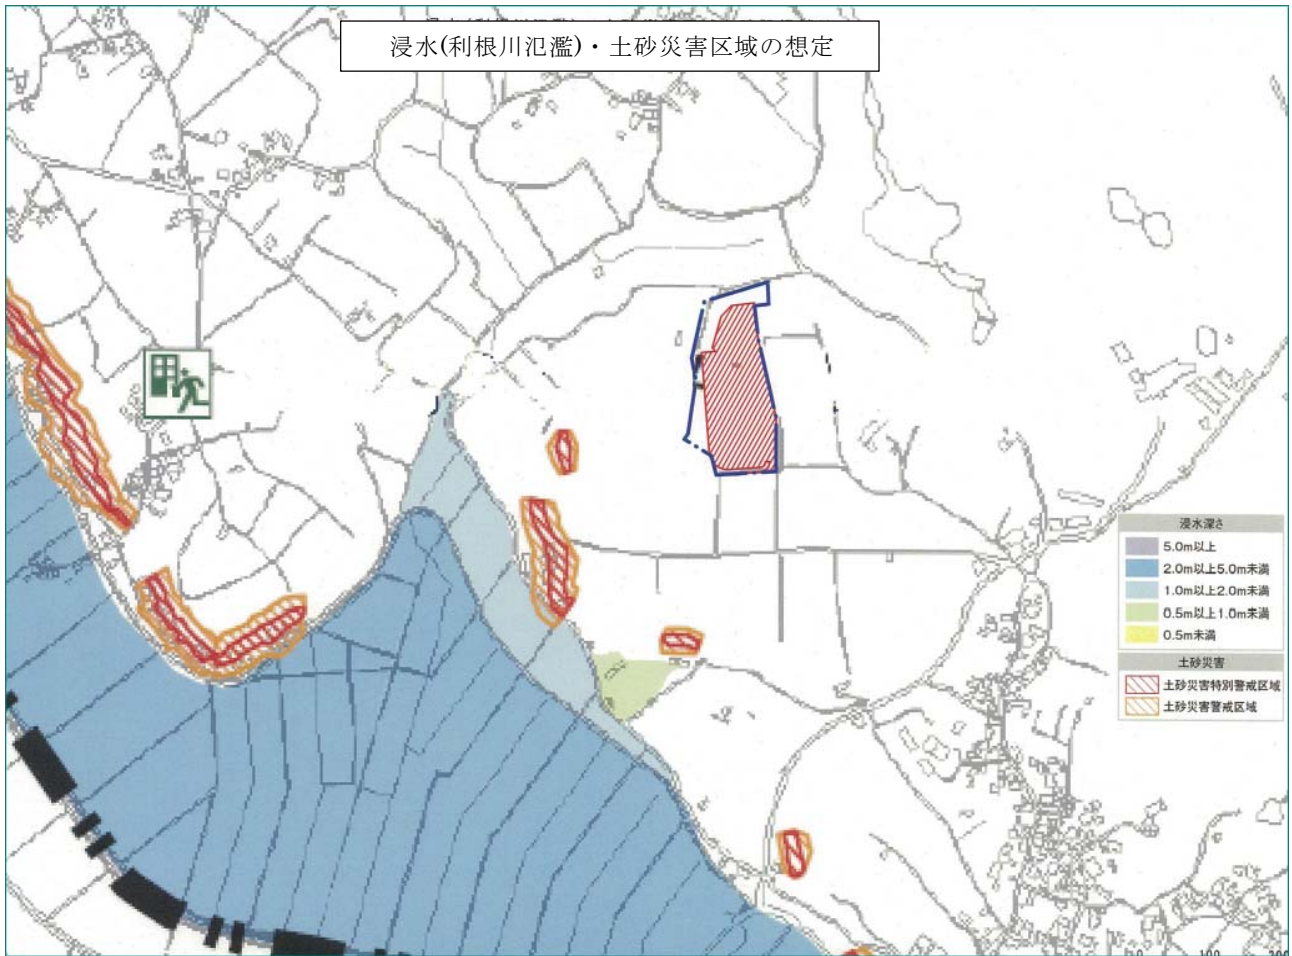 浸水(利根川氾濫)・土砂災害区域の想定
浸水深さ
5.0m以上
2.0m以上5.0m未満
1.0m以上2.0m未満
0.5m以上1.0m未満
0.5m未満
土砂災害
土砂災害特別警戒区域
土砂災害警戒区域
100